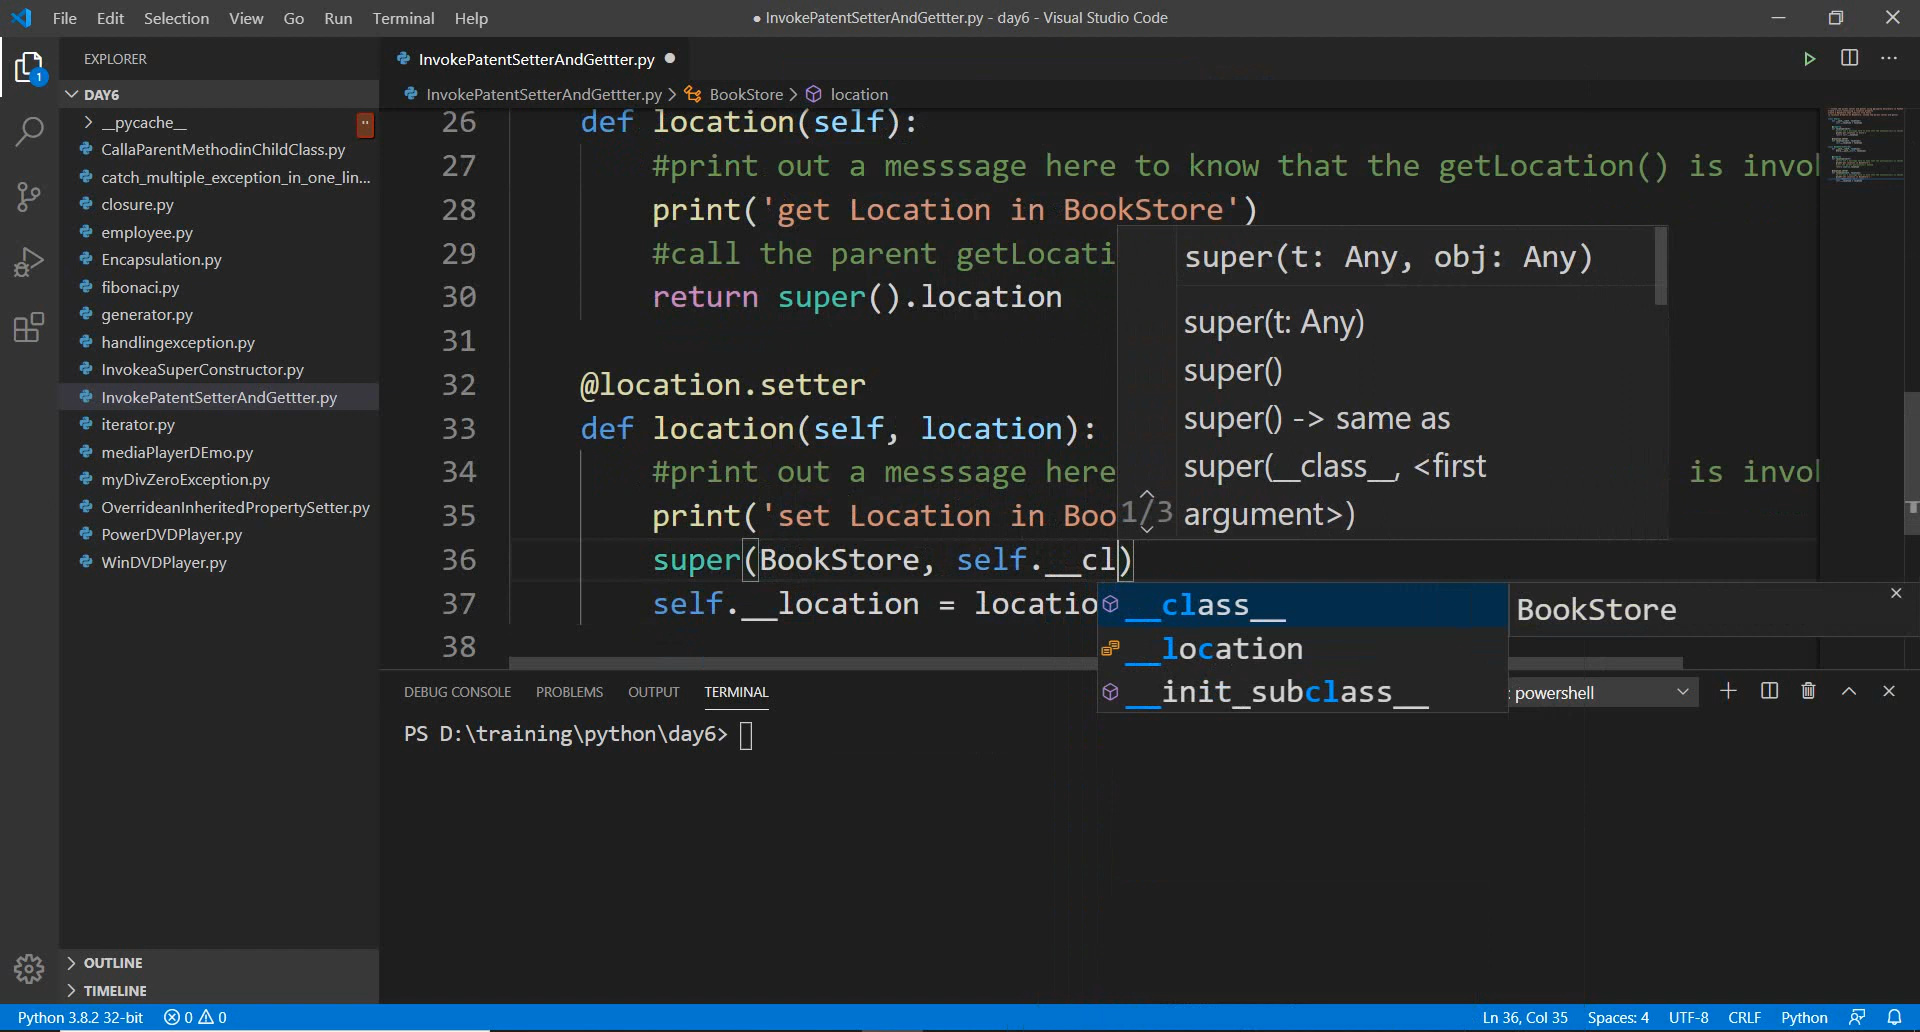 File Edit Selection View Go Run Terminal Help
● InvokePatentSetterAndGettter.py - day6 - Visual Studio Code
1
EXPLORER
DAY6
__pycache__
CallaParentMethodinChildClass.py
catch_multiple_exception_in_one_lin...
closure.py
employee.py
Encapsulation.py
fibonaci.py
generator.py
handlingexception.py
InvokeaSuperConstructor.py
InvokePatentSetterAndGettter.py
iterator.py
mediaPlayerDEmo.py
myDivZeroException.py
OverrideanInheritedPropertySetter.py
PowerDVDPlayer.py
WinDVDPlayer.py
OUTLINE
TIMELINE
InvokePatentSetterAndGettter.py ●
InvokePatentSetterAndGettter.py > BookStore > location
26 def location(self):
27 #print out a messsage here to know that the getLocation() is invo
28 print('get Location in BookStore')
29 #call the parent getLocati
30 return super().location
31
32 @location.setter
33 def location(self, location):
34 #print out a messsage here is invo
35 print('set Location in Boo
36 super(BookStore, self.__cl)
37 self.__location = locatio
38
super(t: Any, obj: Any)
super(t: Any)
super()
super() -> same as
super(__class__, <first
1/3 argument>)
__class__ BookStore
__location
__init_subclass__
DEBUG CONSOLE PROBLEMS OUTPUT TERMINAL
: powershell
PS D:\training\python\day6>
Python 3.8.2 32-bit 0 0
Ln 36, Col 35 Spaces: 4 UTF-8 CRLF Python